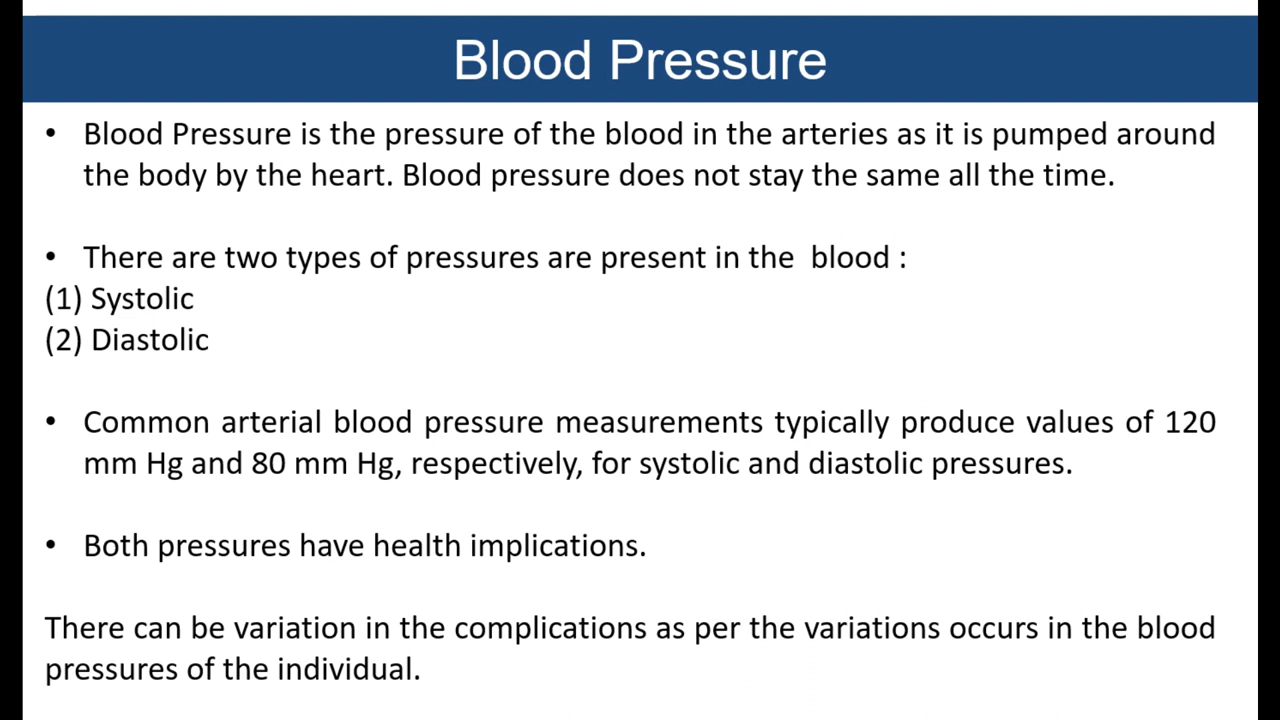 Blood Pressure
• Blood Pressure is the pressure of the blood in the arteries as it is pumped around
the body by the heart. Blood pressure does not stay the same all the time.
• There are two types of pressures are present in the  blood :
(1) Systolic
(2) Diastolic
• Common arterial blood pressure measurements typically produce values of 120
mm Hg and 80 mm Hg, respectively, for systolic and diastolic pressures.
• Both pressures have health implications.
There can be variation in the complications as per the variations occurs in the blood
pressures of the individual.